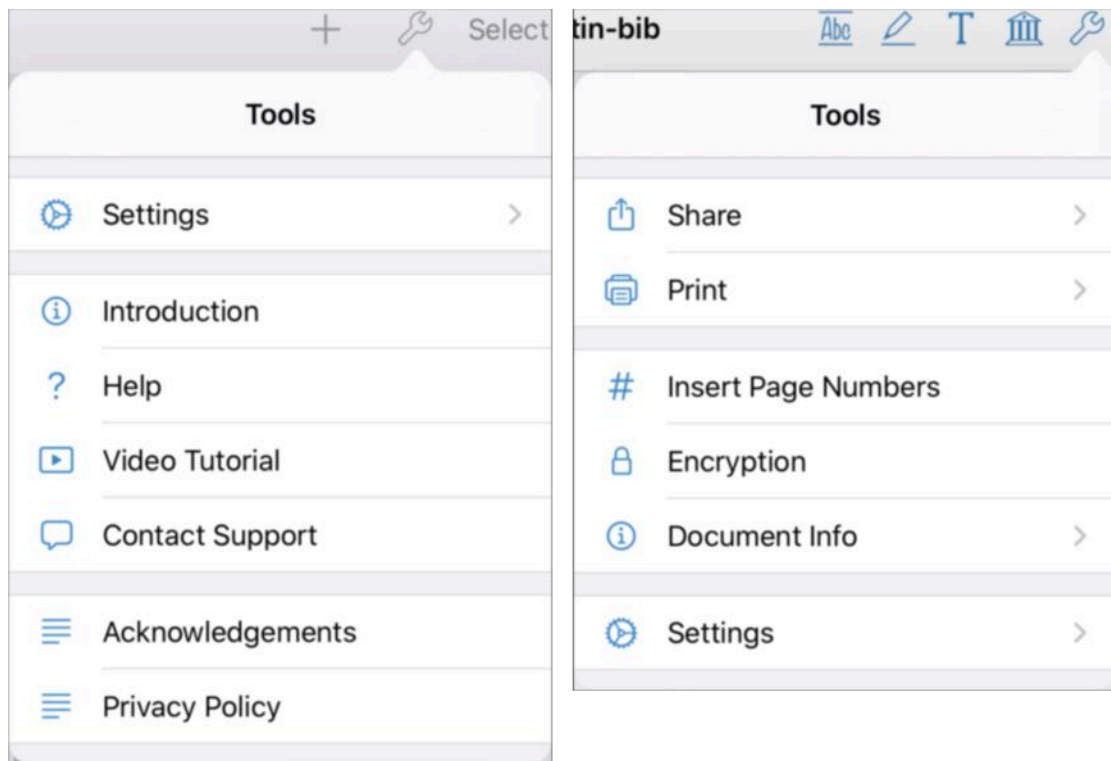 Select
Tools
Settings
Introduction
?
Help
Video Tutorial
Contact Support
Acknowledgements
Privacy Policy
tin-bib
Abc
T
Tools
Share
Print
# Insert Page Numbers
Encryption
Document Info
Settings